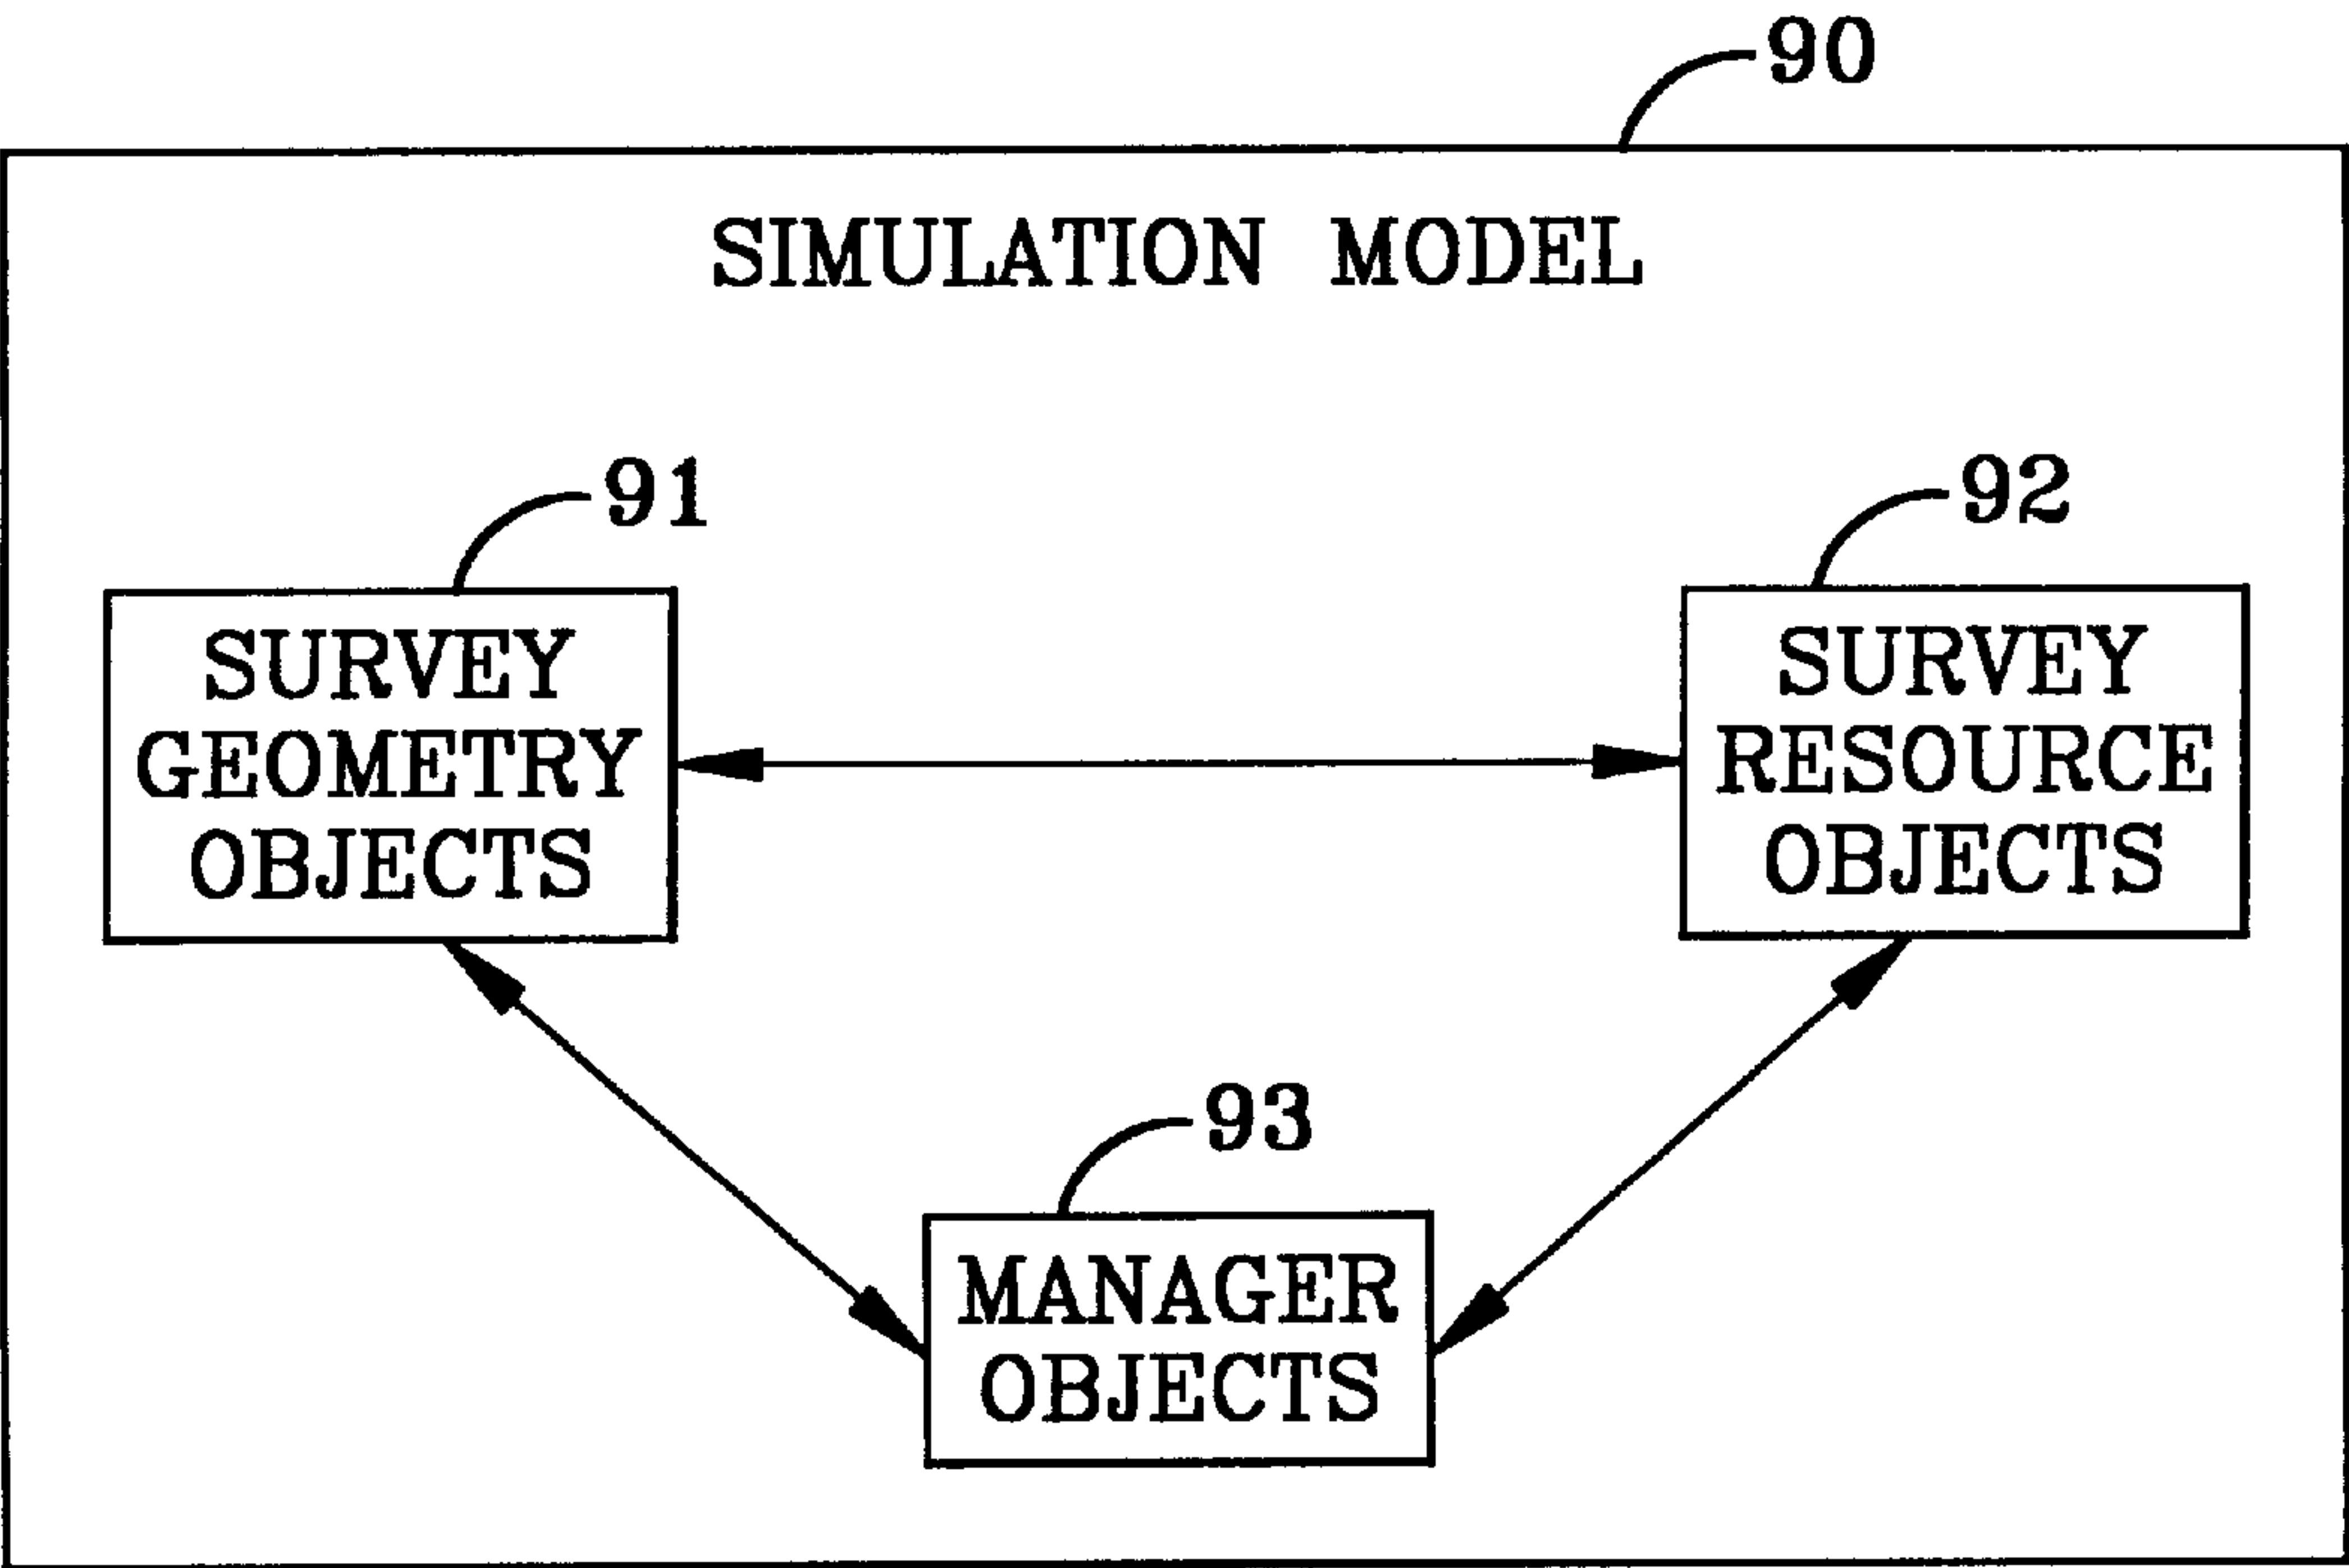 90
SIMULATION MODEL
91
92
SURVEY
GEOMETRY
OBJECTS
SURVEY
RESOURCE
OBJECTS
93
MANAGER
OBJECTS